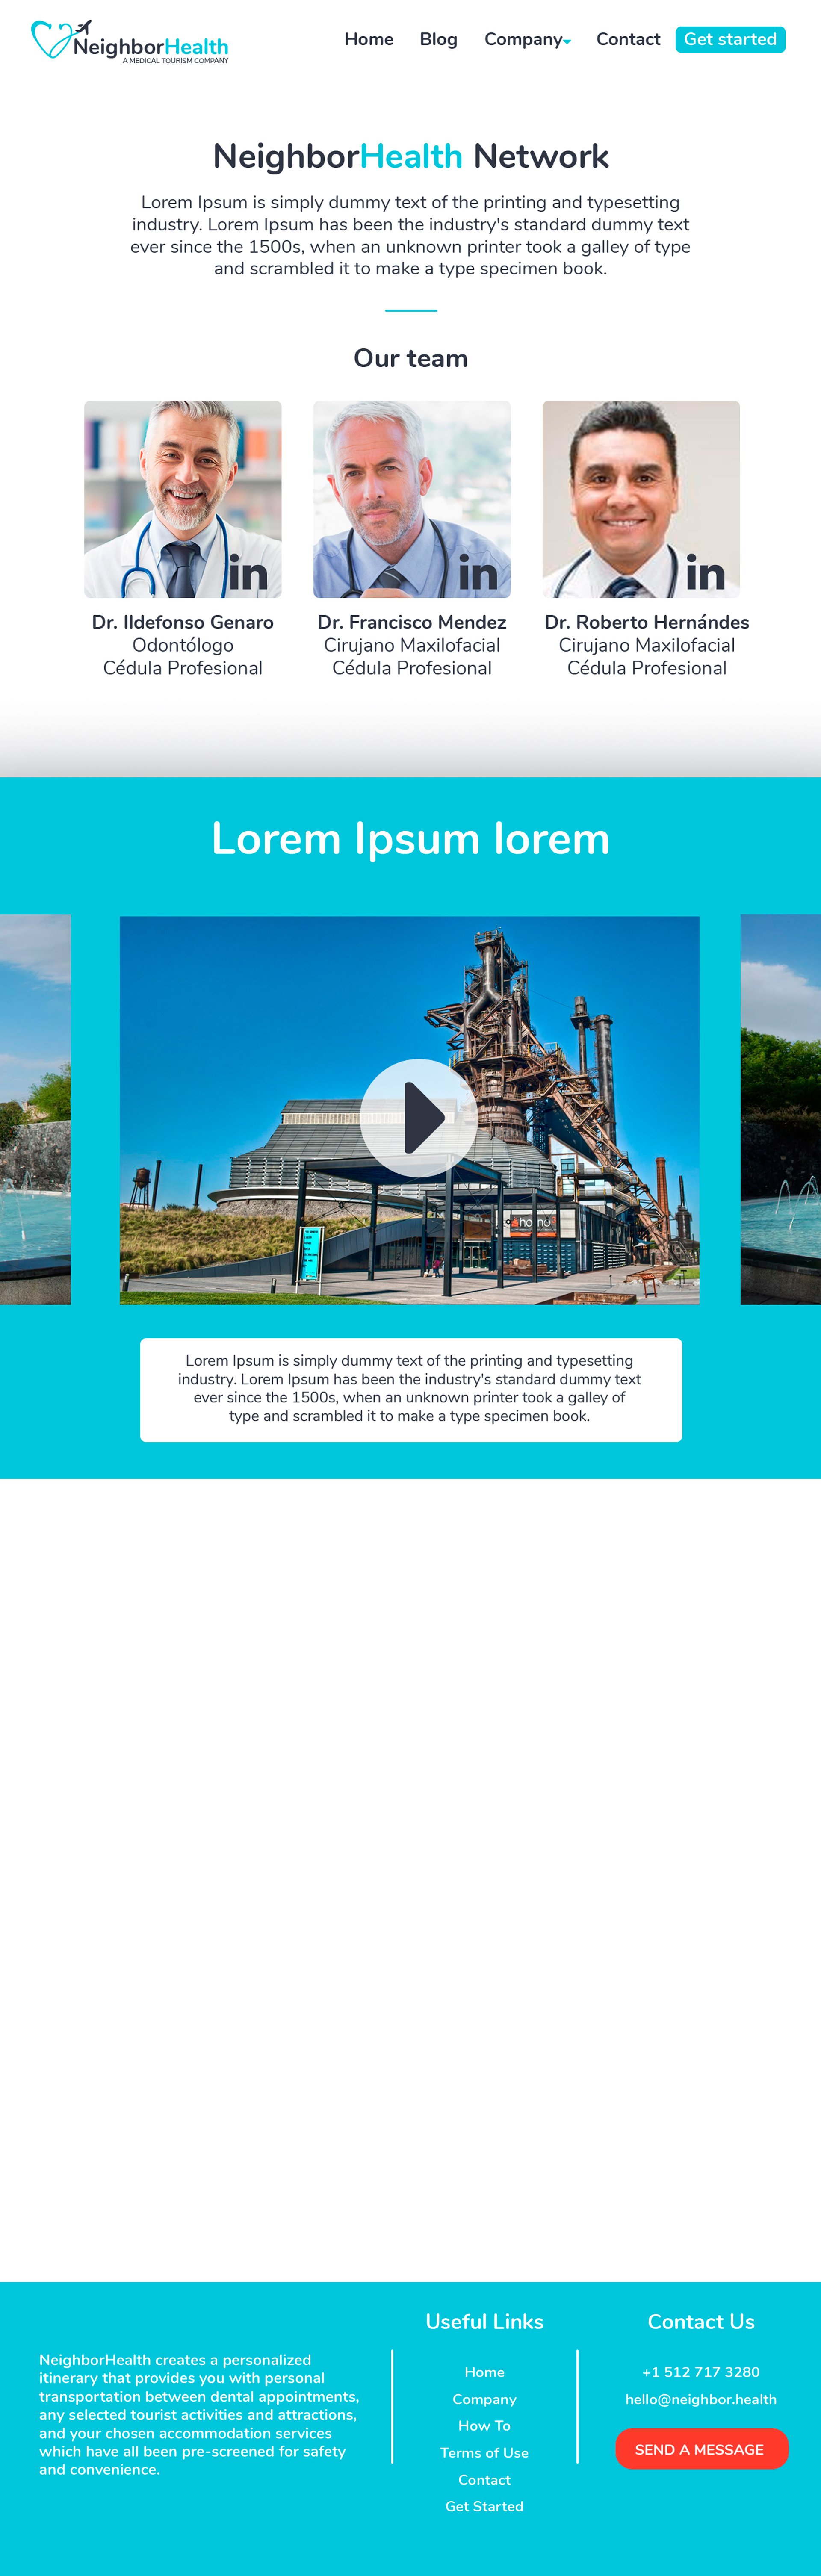 NeighborHealth
A MEDICAL TOURISM COMPANY
Home Blog Company Contact Get started
NeighborHealth Network
Lorem Ipsum is simply dummy text of the printing and typesetting
industry. Lorem Ipsum has been the industry's standard dummy text
ever since the 1500s, when an unknown printer took a galley of type
and scrambled it to make a type specimen book.
Our team
in in in
Dr. Ildefonso Genaro
Odontólogo
Cédula Profesional
Dr. Francisco Mendez
Cirujano Maxilofacial
Cédula Profesional
Dr. Roberto Hernándes
Cirujano Maxilofacial
Cédula Profesional
Lorem Ipsum lorem
Lorem Ipsum is simply dummy text of the printing and typesetting
industry. Lorem Ipsum has been the industry's standard dummy text
ever since the 1500s, when an unknown printer took a galley of
type and scrambled it to make a type specimen book.
NeighborHealth creates a personalized
itinerary that provides you with personal
transportation between dental appointments,
any selected tourist activities and attractions,
and your chosen accommodation services
which have all been pre-screened for safety
and convenience.
Useful Links
Home
Company
How To
Terms of Use
Contact
Get Started
Contact Us
+1 512 717 3280
hello@neighbor.health
SEND A MESSAGE